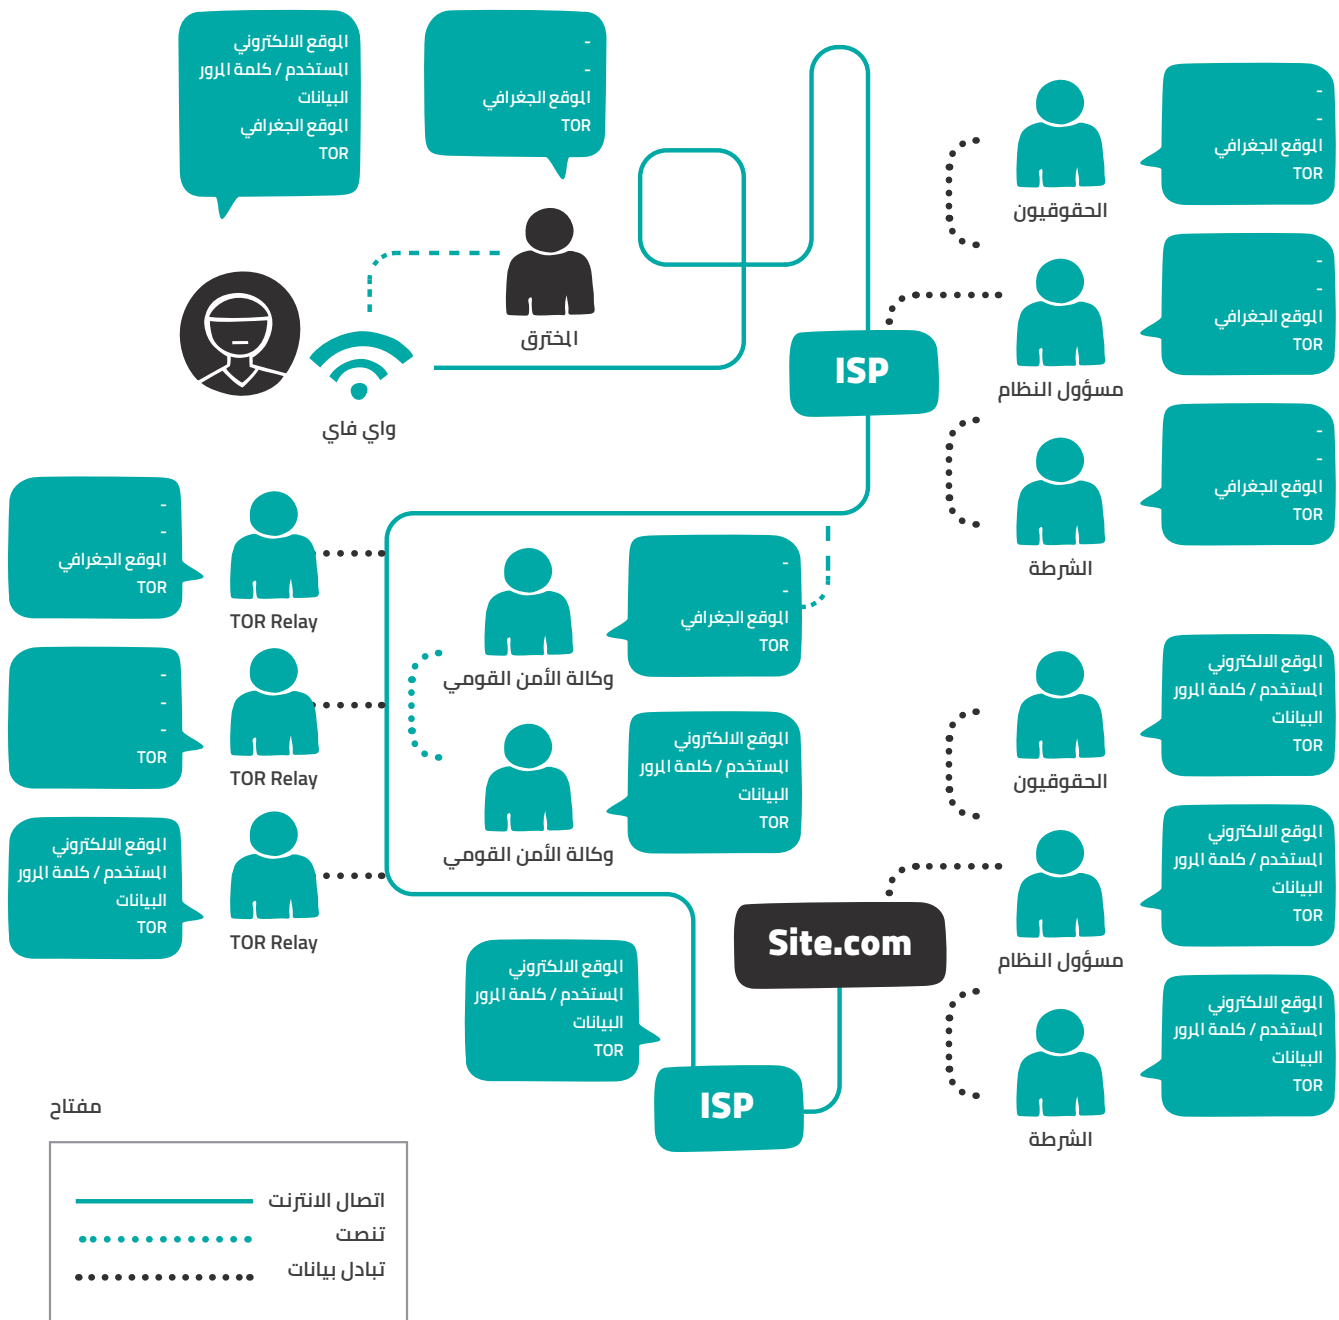 الموقع الالكتروني
المستخدم / كلمة المرور
البيانات
الموقع الجغرافي
TOR
-
-
الموقع الجغرافي
TOR
المخترق
واي فاي
ISP
-
-
الموقع الجغرافي
TOR
الحقوقيون
-
-
الموقع الجغرافي
TOR
مسؤول النظام
-
-
الموقع الجغرافي
TOR
الشرطة
-
-
الموقع الجغرافي
TOR
TOR Relay
-
-
-
TOR
TOR Relay
الموقع الالكتروني
المستخدم / كلمة المرور
البيانات
TOR
TOR Relay
-
-
الموقع الجغرافي
TOR
وكالة الأمن القومي
الموقع الالكتروني
المستخدم / كلمة المرور
البيانات
TOR
وكالة الأمن القومي
الموقع الالكتروني
المستخدم / كلمة المرور
البيانات
TOR
الحقوقيون
الموقع الالكتروني
المستخدم / كلمة المرور
البيانات
TOR
مسؤول النظام
Site.com
الموقع الالكتروني
المستخدم / كلمة المرور
البيانات
TOR
الشرطة
الموقع الالكتروني
المستخدم / كلمة المرور
البيانات
TOR
ISP
مفتاح
اتصال الانترنت
تنصت
تبادل بيانات